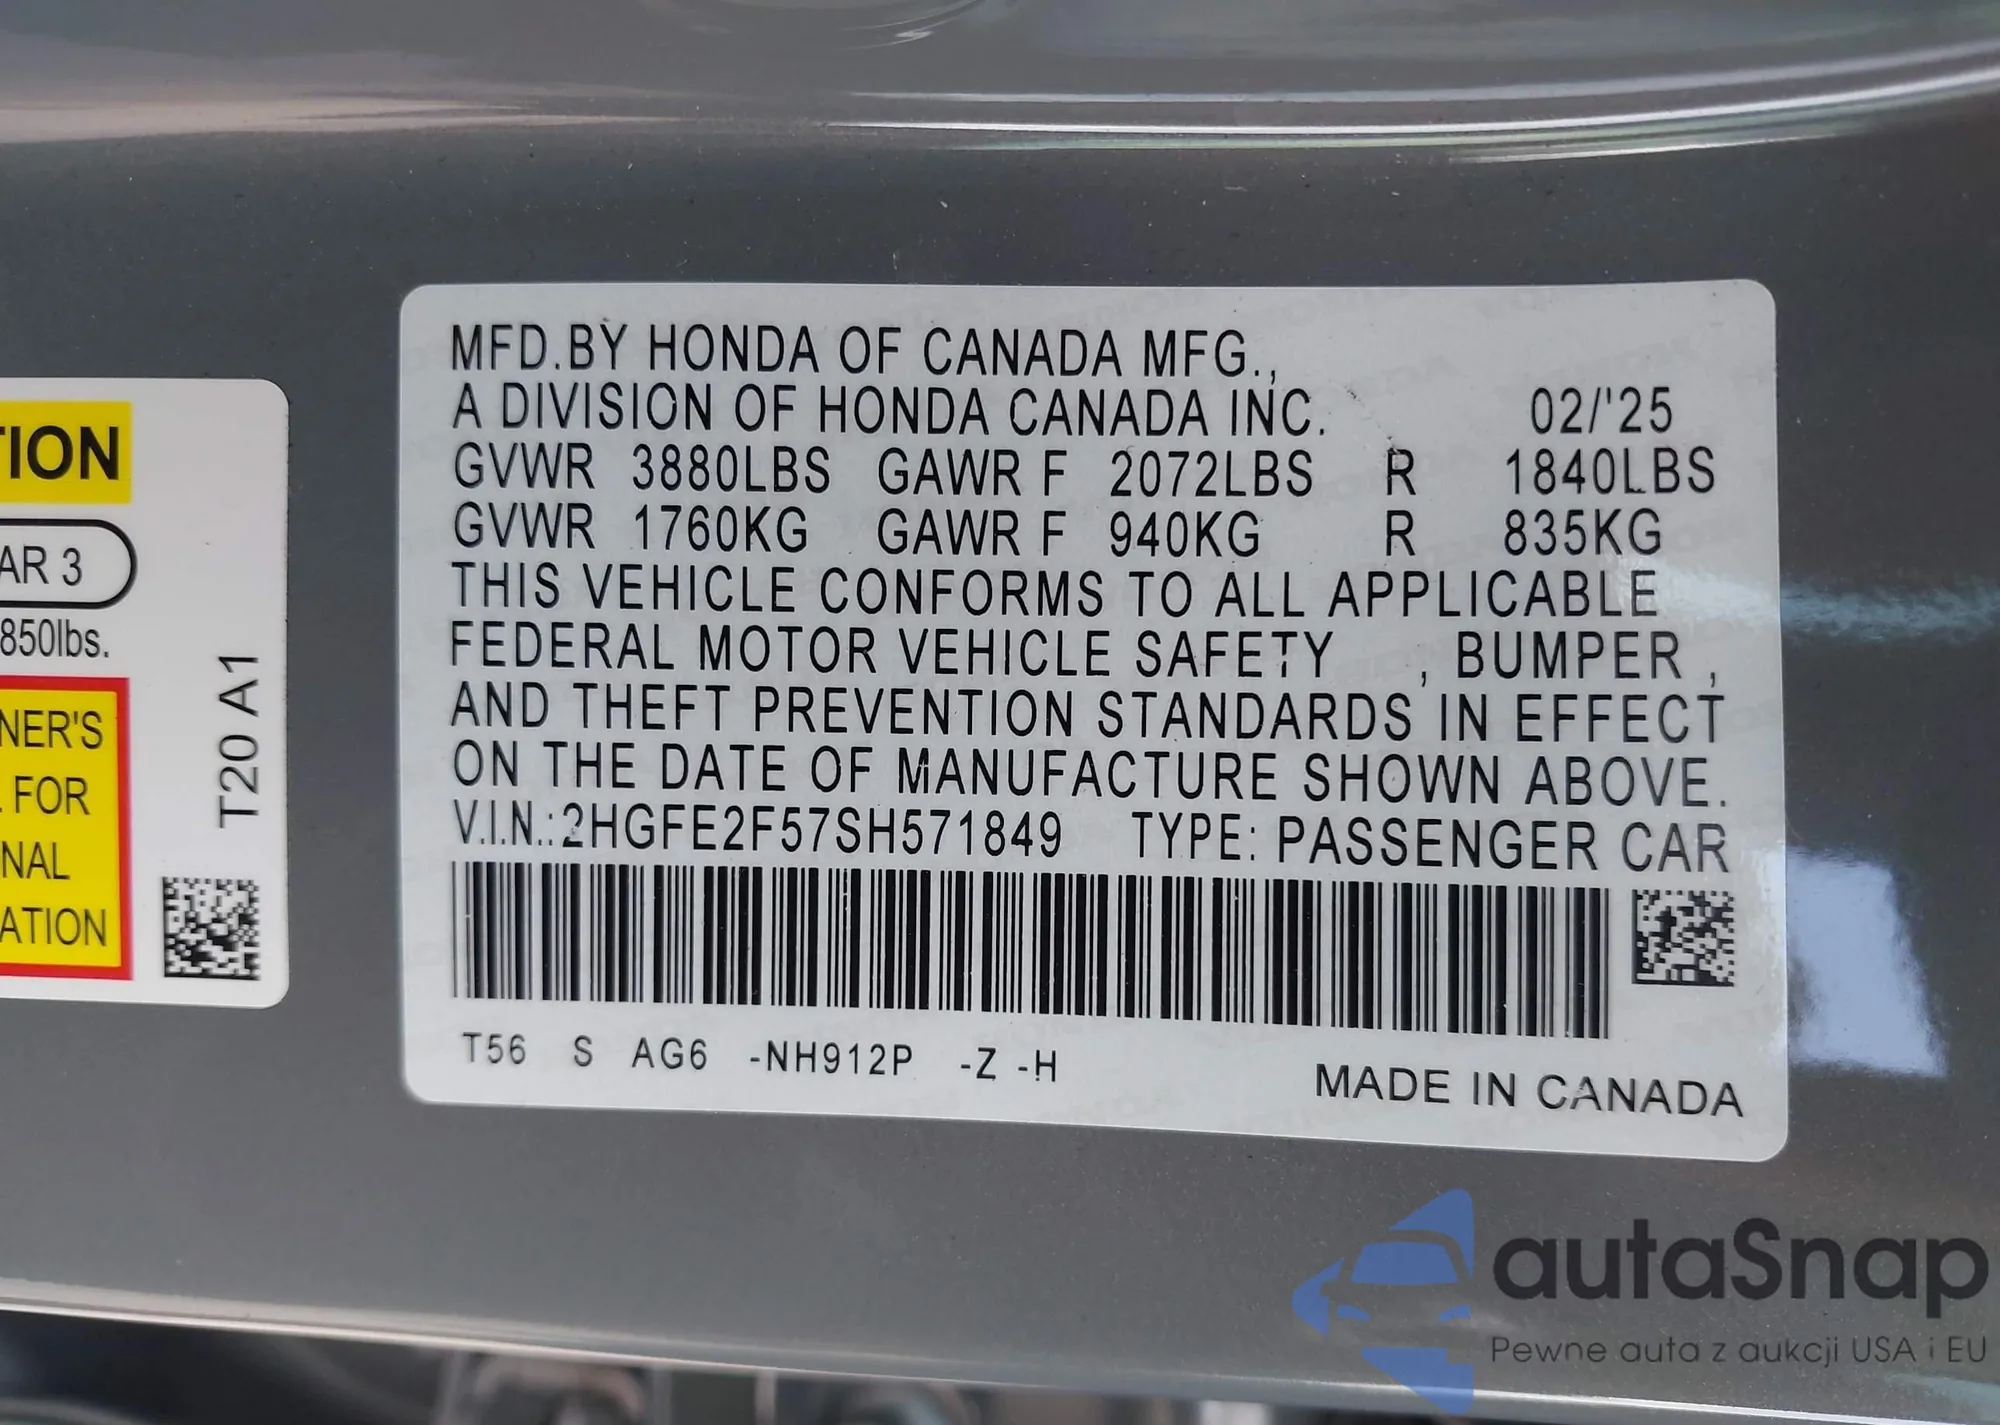 TION
AR 3
850lbs.
NER'S
FOR
NAL
ATION
T20 A1
MFD.BY HONDA OF CANADA MFG.,
A DIVISION OF HONDA CANADA INC. 02/'25
GVWR 3880LBS GAWR F 2072LBS R 1840LBS
GVWR 1760KG GAWR F 940KG R 835KG
THIS VEHICLE CONFORMS TO ALL APPLICABLE
FEDERAL MOTOR VEHICLE SAFETY , BUMPER ,
AND THEFT PREVENTION STANDARDS IN EFFECT
ON THE DATE OF MANUFACTURE SHOWN ABOVE.
V.I.N.:2HGFE2F57SH571849 TYPE: PASSENGER CAR
T56 S AG6 -NH912P -Z -H
MADE IN CANADA
autaSnap
Pewne auta z aukcji USA i EU